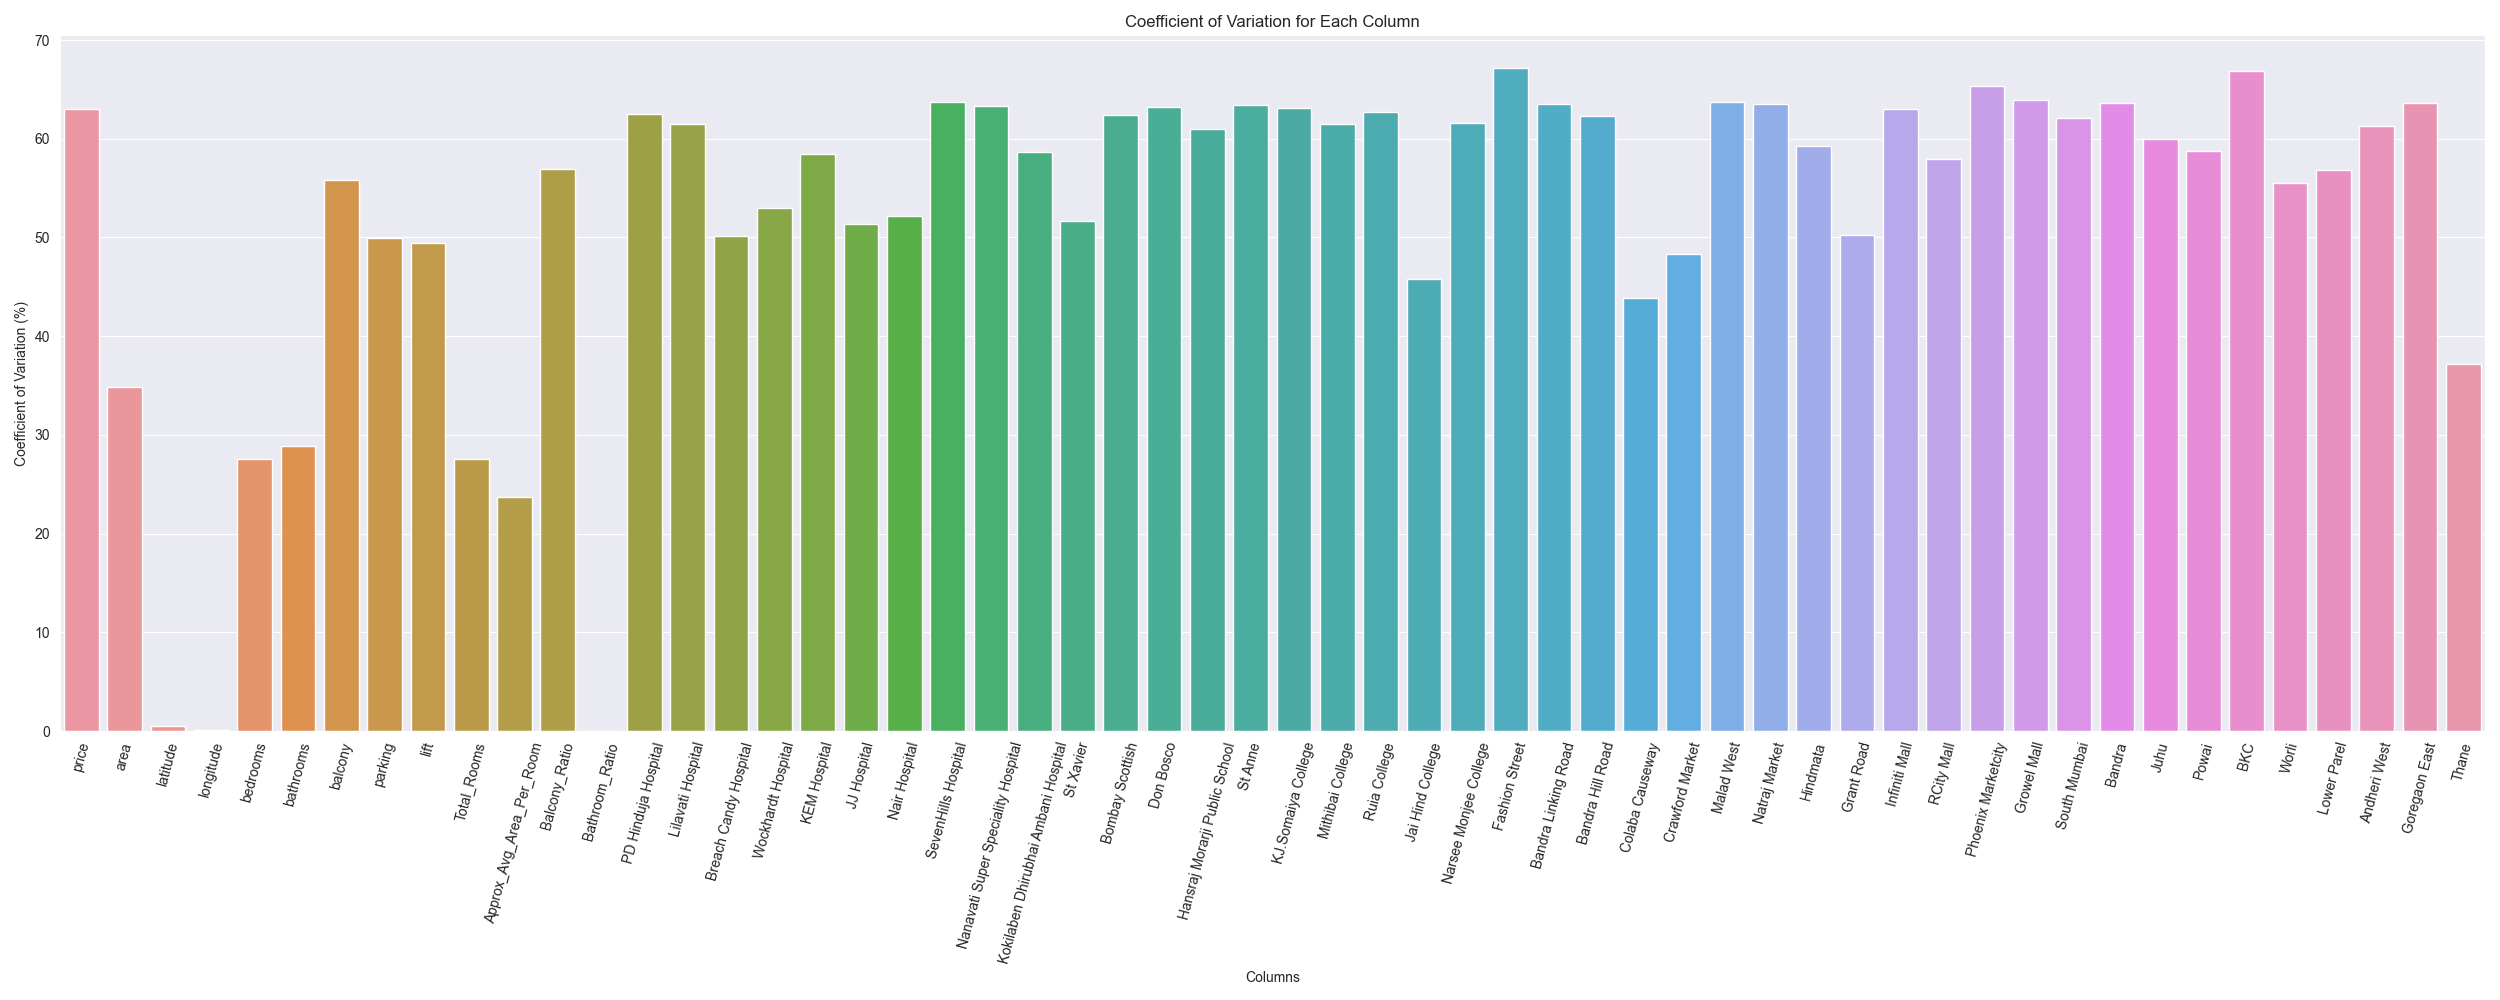 Coefficient of Variation for Each Column
Coefficient of Variation (%)
70
60
50
40
30
20
10
0
price
area
latitude
longitude
bedrooms
bathrooms
balcony
parking
lift
Total_Rooms
Approx_Avg_Area_Per_Room
Balcony_Ratio
Bathroom_Ratio
PD Hinduja Hospital
Lilavati Hospital
Breach Candy Hospital
Wockhardt Hospital
KEM Hospital
JJ Hospital
Nair Hospital
SevenHills Hospital
Nanavati Super Speciality Hospital
Kokilaben Dhirubhai Ambani Hospital
St Xavier
Bombay Scottish
Don Bosco
Hansraj Morarji Public School
St Anne
KJ Somaiya College
Mithibai College
Ruia College
Jai Hind College
Narsee Monjee College
Fashion Street
Bandra Linking Road
Bandra Hill Road
Colaba Causeway
Crawford Market
Malad West
Natraj Market
Hindmata
Grant Road
Infiniti Mall
RCity Mall
Phoenix Marketcity
Growel Mall
South Mumbai
Bandra
Juhu
Powai
BKC
Worli
Lower Parel
Andheri West
Goregaon East
Thane
Columns